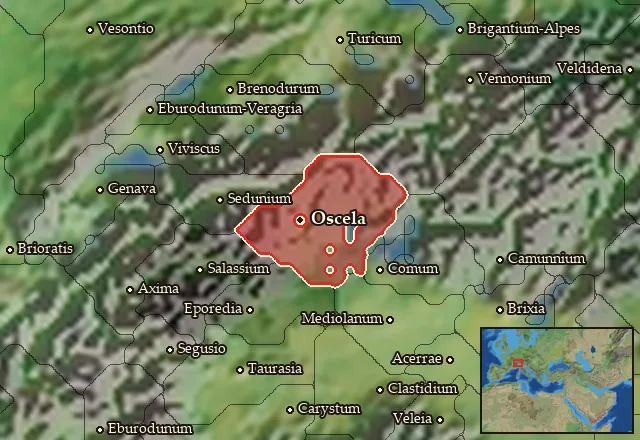 Vesontio
Turicum
Brigantium-Alpes
Veldidena
Vennonium
Brenodurum
Eburodunum-Veragria
Viviscus
Genava
Sedunium
Oscela
Brioratis
Salassium
Comum
Camunnium
Axima
Eporedia
Mediolanum
Brixia
Segusio
Taurasia
Acerrae
Clastidium
Carystum
Veleia
Eburodunum